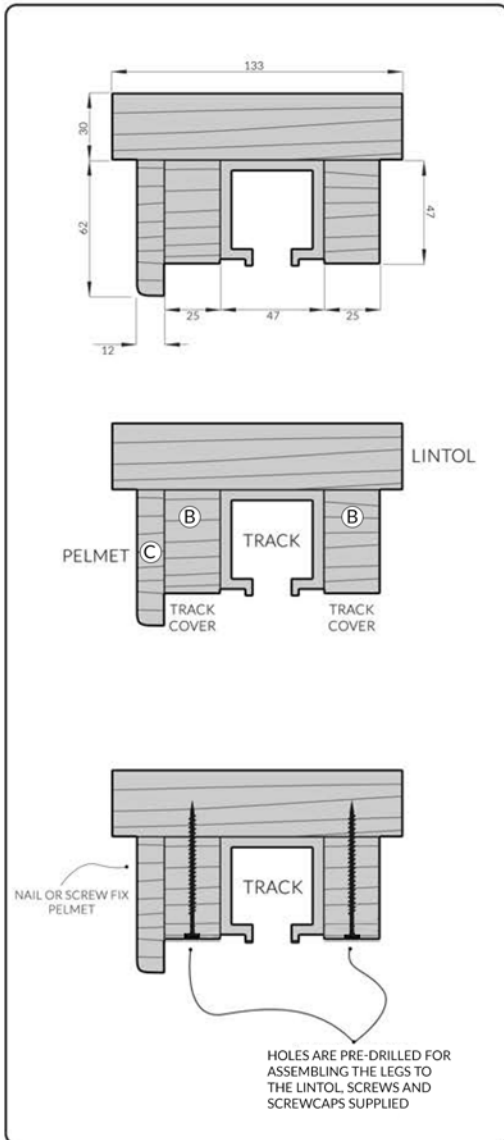 133
30
62
47
25
47
25
12
LINTOL
B
B
TRACK
PELMET
C
TRACK
COVER
TRACK
COVER
TRACK
NAIL OR SCREW FIX
PELMET
HOLES ARE PRE-DRILLED FOR
ASSEMBLING THE LEGS TO
THE LINTOL, SCREWS AND
SCREWCAPS SUPPLIED